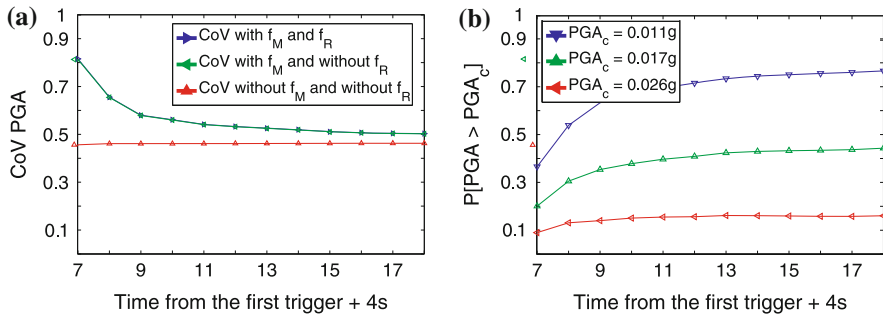 (a)
1
0.9
0.7
0.5
0.3
0.1
CoV PGA
CoV with f_M and f_R
CoV with f_M and without f_R
CoV without f_M and without f_R
7
9
11
13
15
17
Time from the first trigger + 4s
(b)
1
0.9
0.7
0.5
0.3
0.1
P[PGA > PGA_c]
PGA_c = 0.011g
PGA_c = 0.017g
PGA_c = 0.026g
7
9
11
13
15
17
Time from the first trigger + 4s